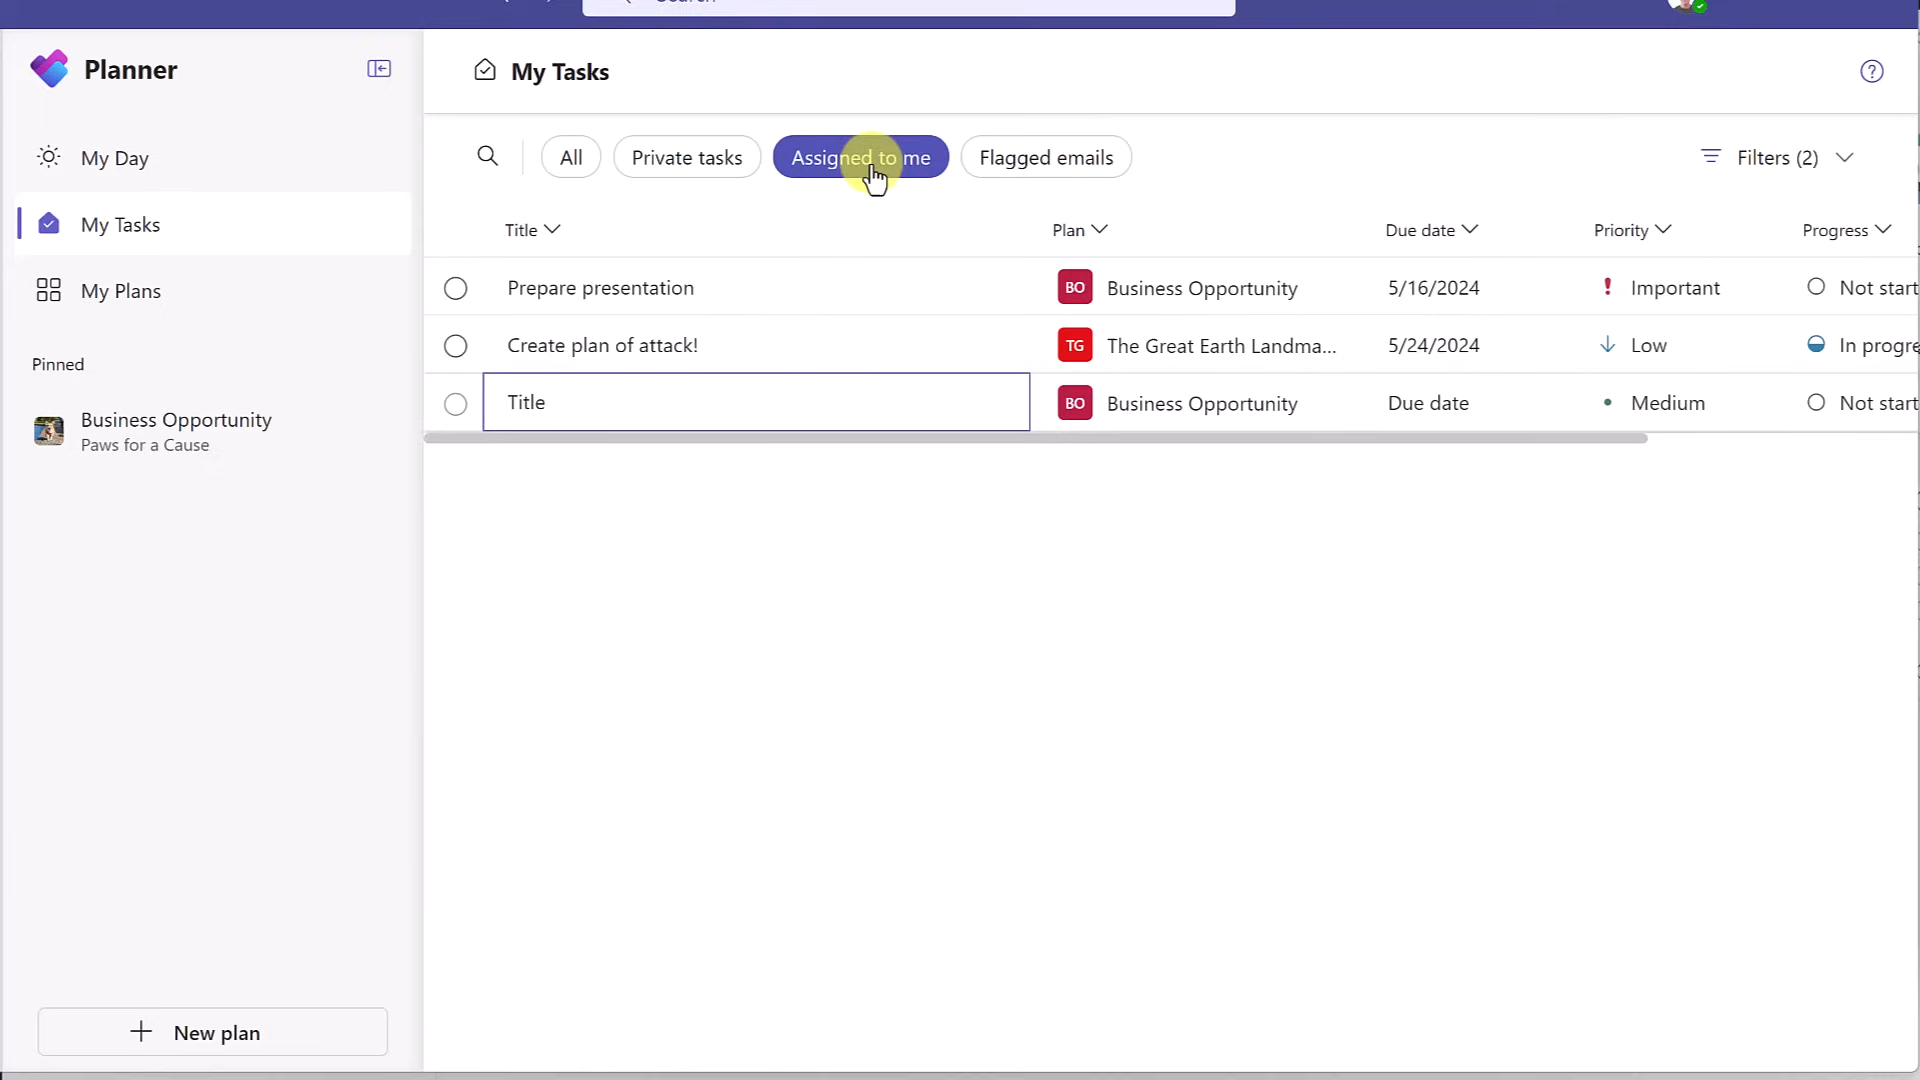 Planner
My Day
My Tasks
My Plans
Pinned
Business Opportunity
Paws for a Cause
New plan
My Tasks
All Private tasks Assigned to me Flagged emails Filters (2)
Title Plan Due date Priority Progress
Prepare presentation BO Business Opportunity 5/16/2024 Important Not start
Create plan of attack! TG The Great Earth Landma... 5/24/2024 Low In progre
Title BO Business Opportunity Due date Medium Not start